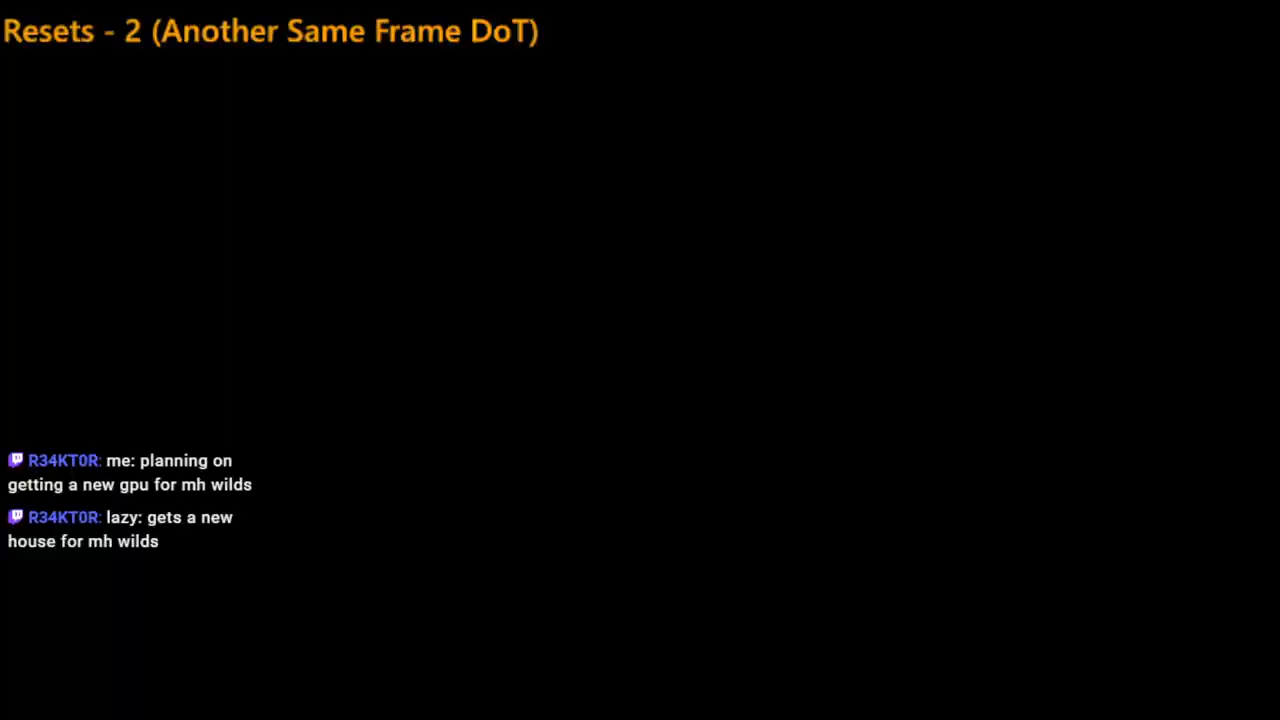 Resets - 2 (Another Same Frame DoT)
R34KT0R: me: planning on
getting a new gpu for mh wilds
R34KT0R: lazy: gets a new
house for mh wilds